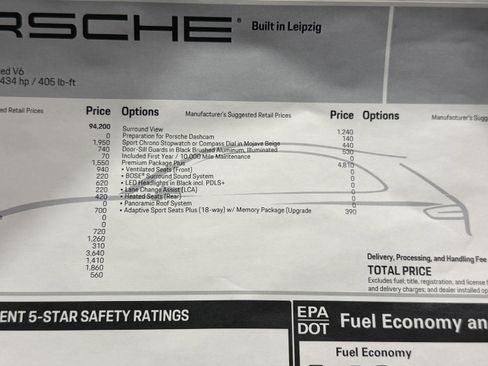 RSCHE
Built in Leipzig
ed V6
434 hp / 405 lb-ft
ested Retail Prices Price Options Manufacturer's Suggested Retail Prices Price Options Manufacturer's Sugg
94,200 Surround View 1,240
0 Preparation for Porsche Dashcam 140
1,950 Sport Chrono Stopwatch or Compass Dial in Mojave Beige 440
740 Door-Sill Guards in Black Brushed Aluminum, Illuminated 530
70 Included First Year / 10,000 Mile Maintenance 0
1,550 Premium Package Plus 4,810
940 • Ventilated Seats (Front) 0
220 • BOSE® Surround Sound System 0
620 • LED Headlights in Black incl. PDLS+ 0
220 • Lane Change Assist (LCA) 0
420 • Heated Seats (Rear) 0
0 • Panoramic Roof System 0
700 • Adaptive Sport Seats Plus (18-way) w/ Memory Package (Upgrade 390
0
0
720
1,260
310
3,640
1,410
1,860
560
Delivery, Processing, and Handling Fee
TOTAL PRICE
Excludes fuel; title, registration, and license f
and delivery charges; and dealer installed op
ENT 5-STAR SAFETY RATINGS
EPA
DOT
Fuel Economy an
Fuel Economy